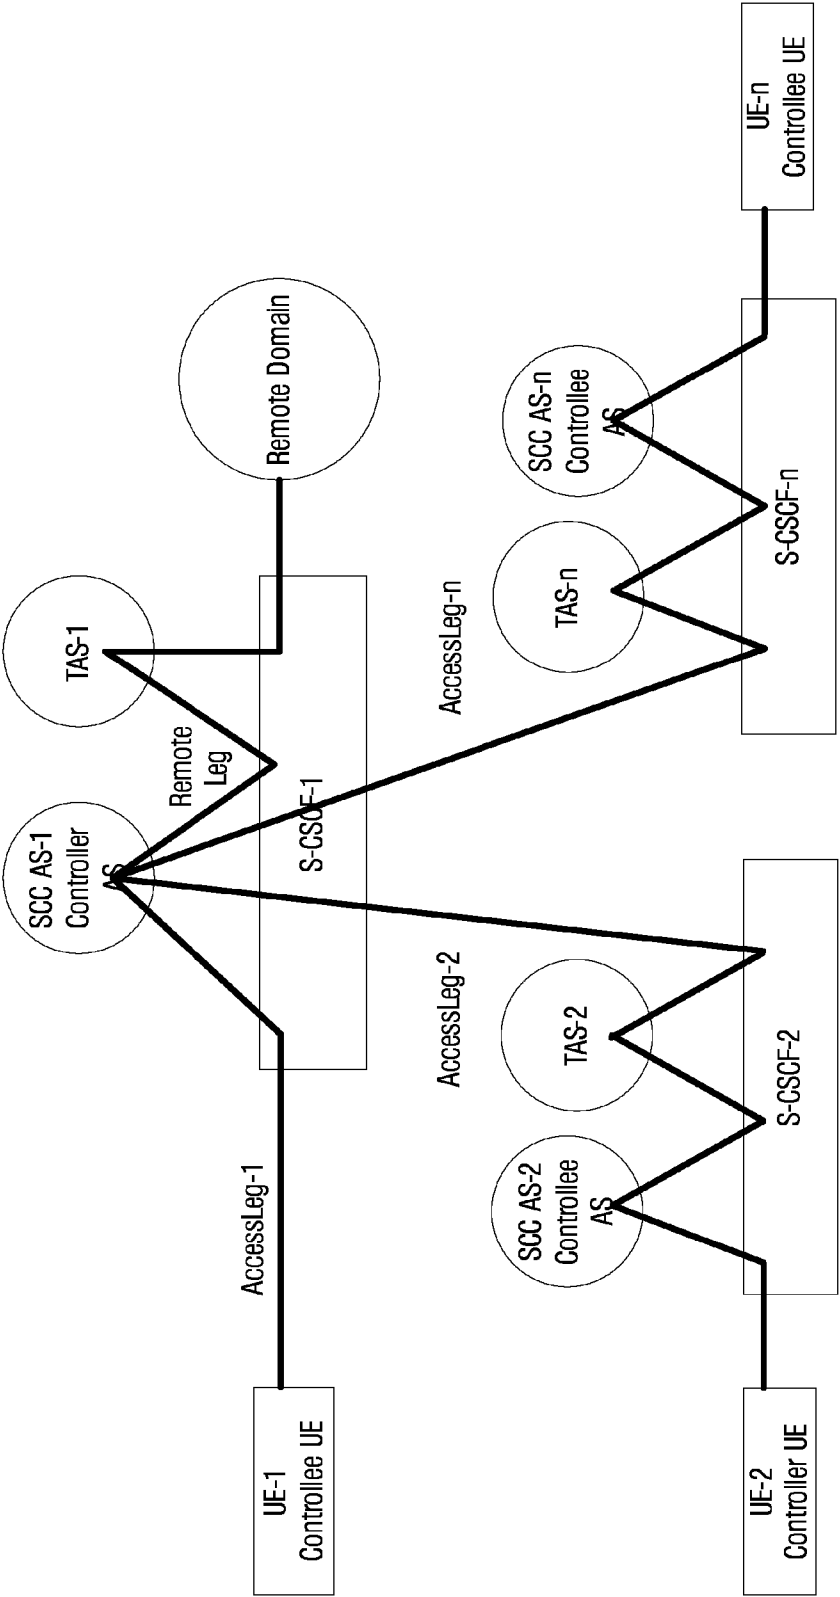 SCC AS-1
Controller
AS
TAS-1
Remote
Leg
Remote Domain
AccessLeg-1
S-CSCF-1
UE-1
Controllee UE
AccessLeg-2
AccessLeg-n
SCC AS-2
Controllee
AS
TAS-2
TAS-n
SCC AS-n
Controllee
AS
UE-2
Controller UE
S-CSCF-2
S-CSCF-n
UE-n
Controllee UE